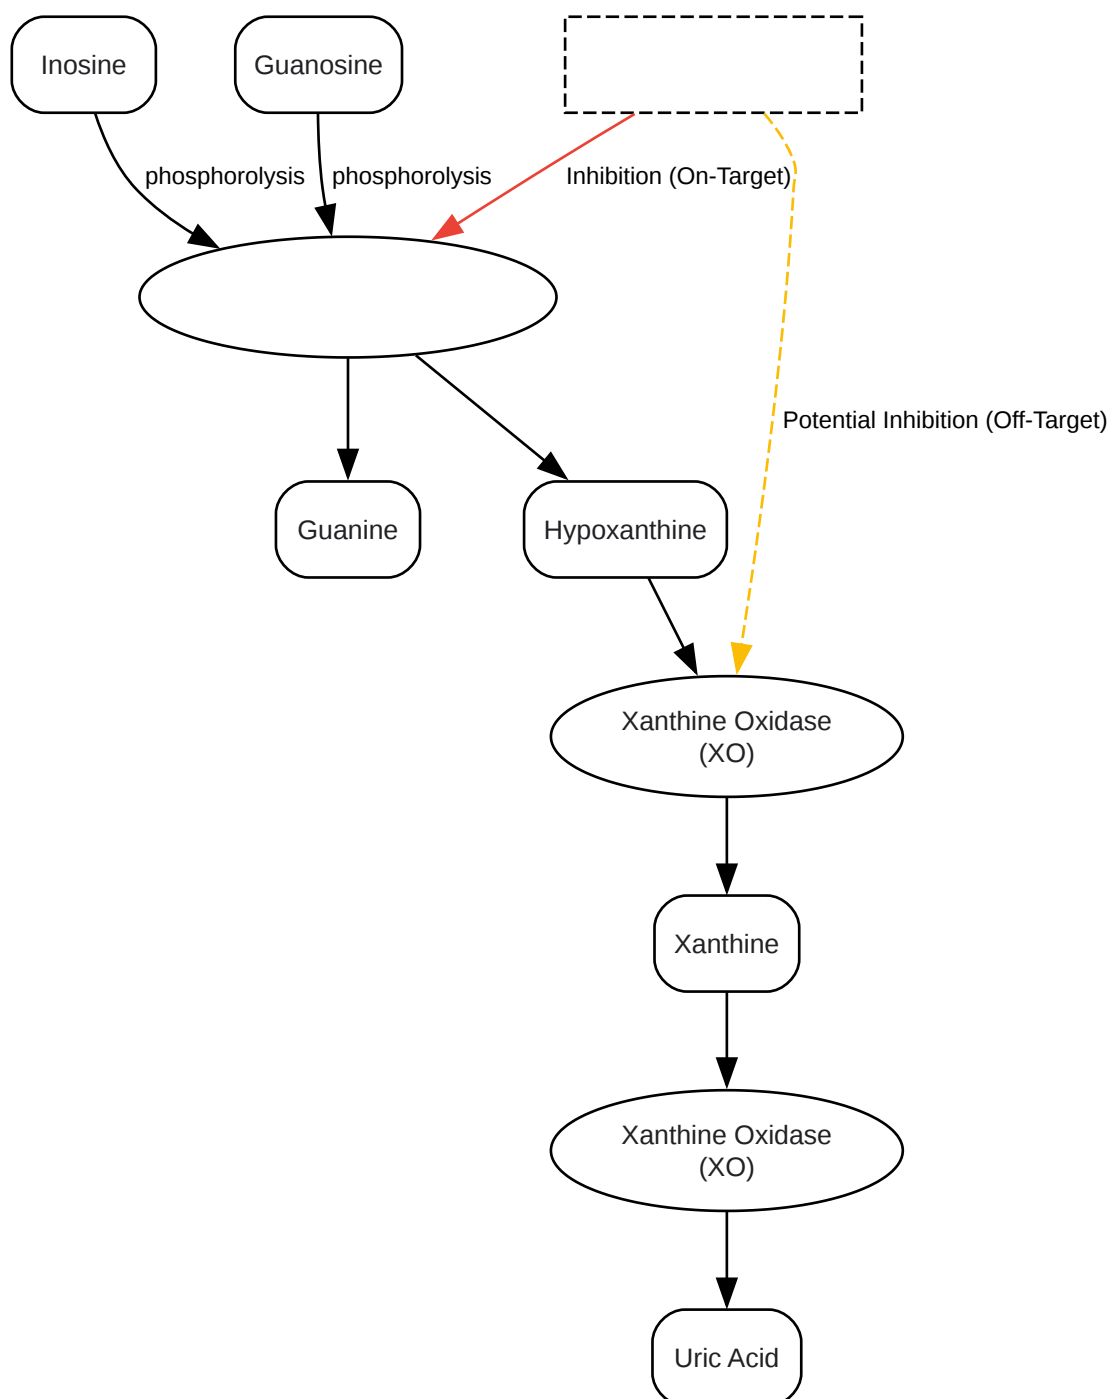 Inosine
Guanosine
phosphorolysis
phosphorolysis
Inhibition (On-Target)
Potential Inhibition (Off-Target)
Guanine
Hypoxanthine
Xanthine Oxidase
(XO)
Xanthine
Xanthine Oxidase
(XO)
Uric Acid